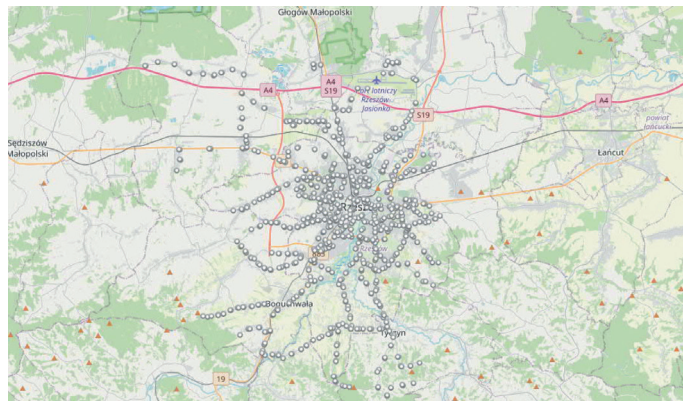 Głogów Małopolski
A4
A4
S19
Port lotniczy
Rzeszów-
Jasionka
S19
A4
powiat
łańcucki
Sędziszów
Małopolski
Łańcut
Rzeszów
Boguchwała
Tyczyn
19